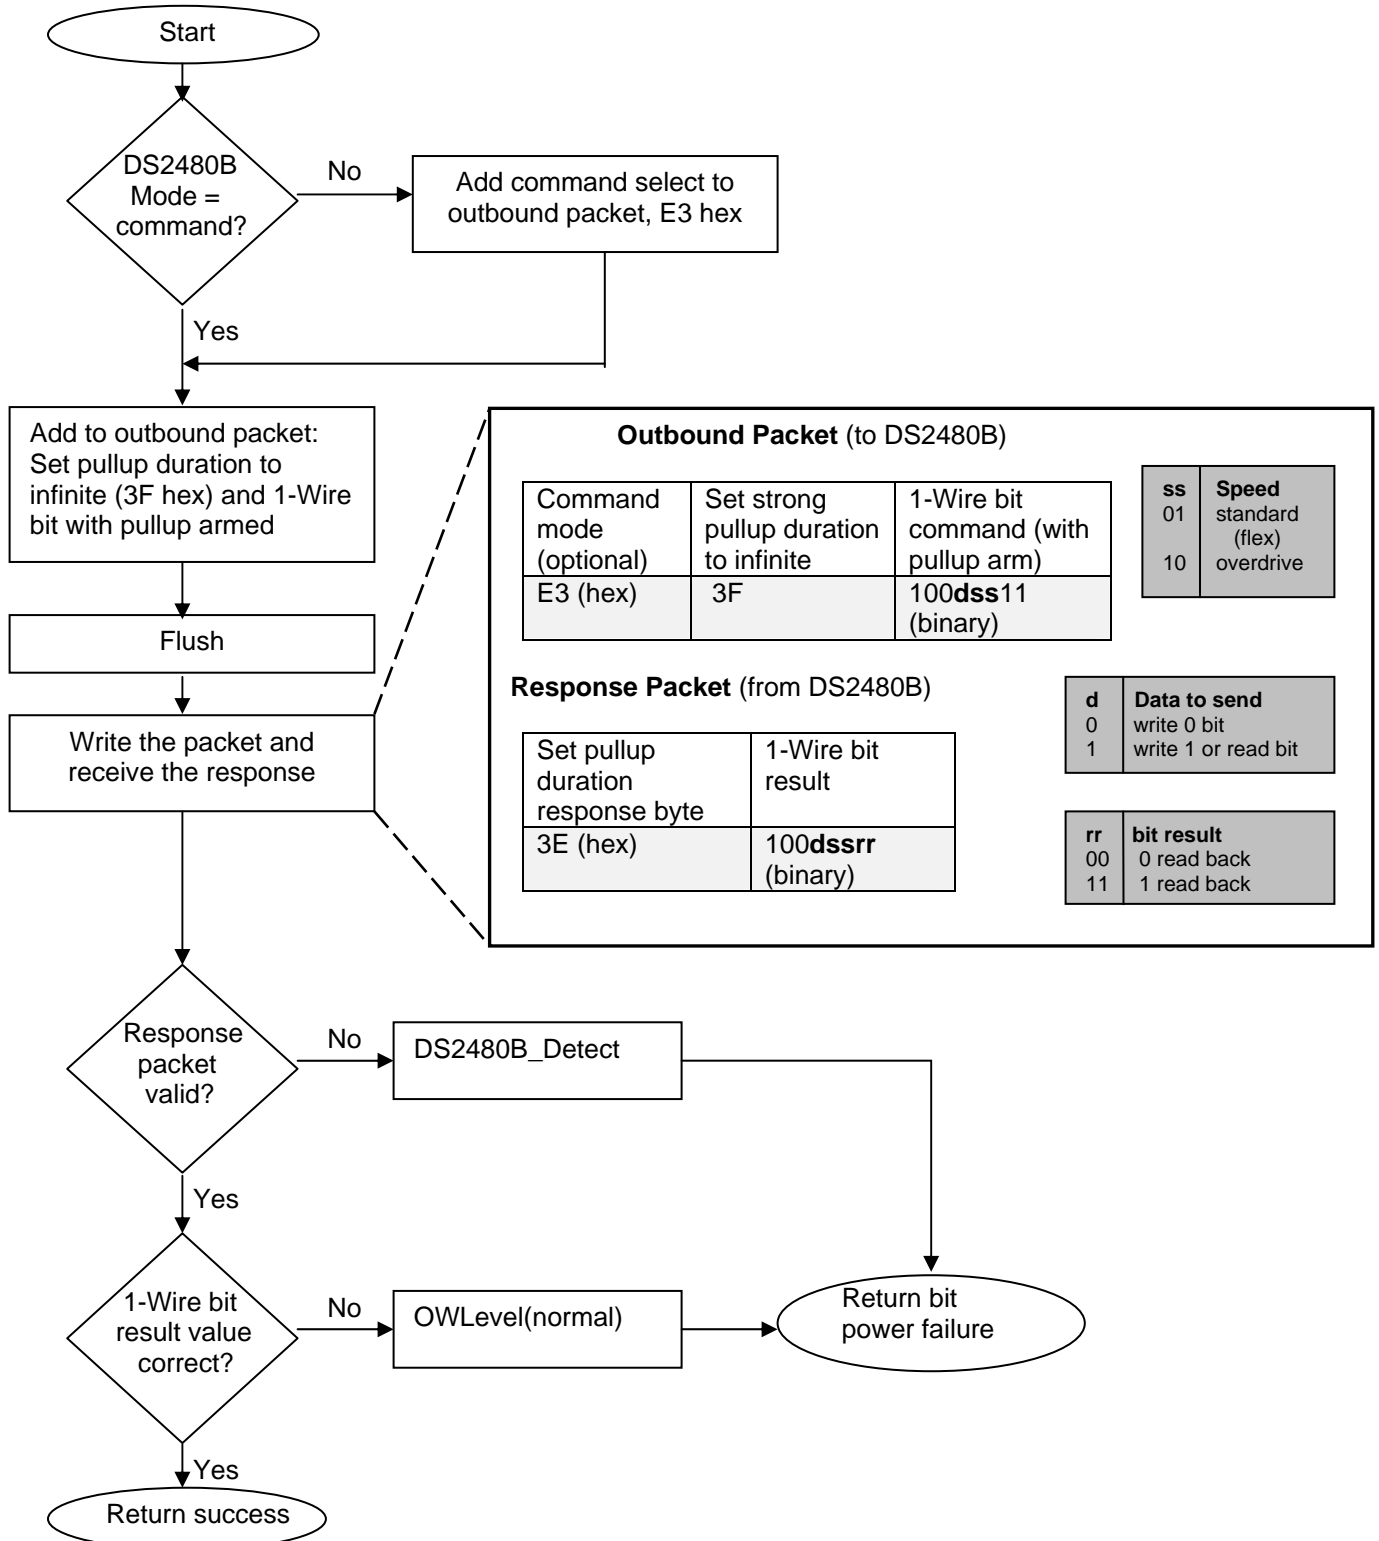 Start
DS2480B
Mode =
command?
No
Add command select to
outbound packet, E3 hex
Yes
Add to outbound packet:
Set pullup duration to
infinite (3F hex) and 1-Wire
bit with pullup armed
Flush
Write the packet and
receive the response
Outbound Packet (to DS2480B)
Command
mode
(optional)
Set strong
pullup duration
to infinite
1-Wire bit
command (with
pullup arm)
E3 (hex)
3F
100dss11
(binary)
ss Speed
01 standard
(flex)
10 overdrive
Response Packet (from DS2480B)
Set pullup
duration
response byte
1-Wire bit
result
3E (hex)
100dssrr
(binary)
d Data to send
0 write 0 bit
1 write 1 or read bit
rr bit result
00 0 read back
11 1 read back
Response
packet
valid?
No
DS2480B_Detect
Yes
1-Wire bit
result value
correct?
No
OWLevel(normal)
Return bit
power failure
Yes
Return success